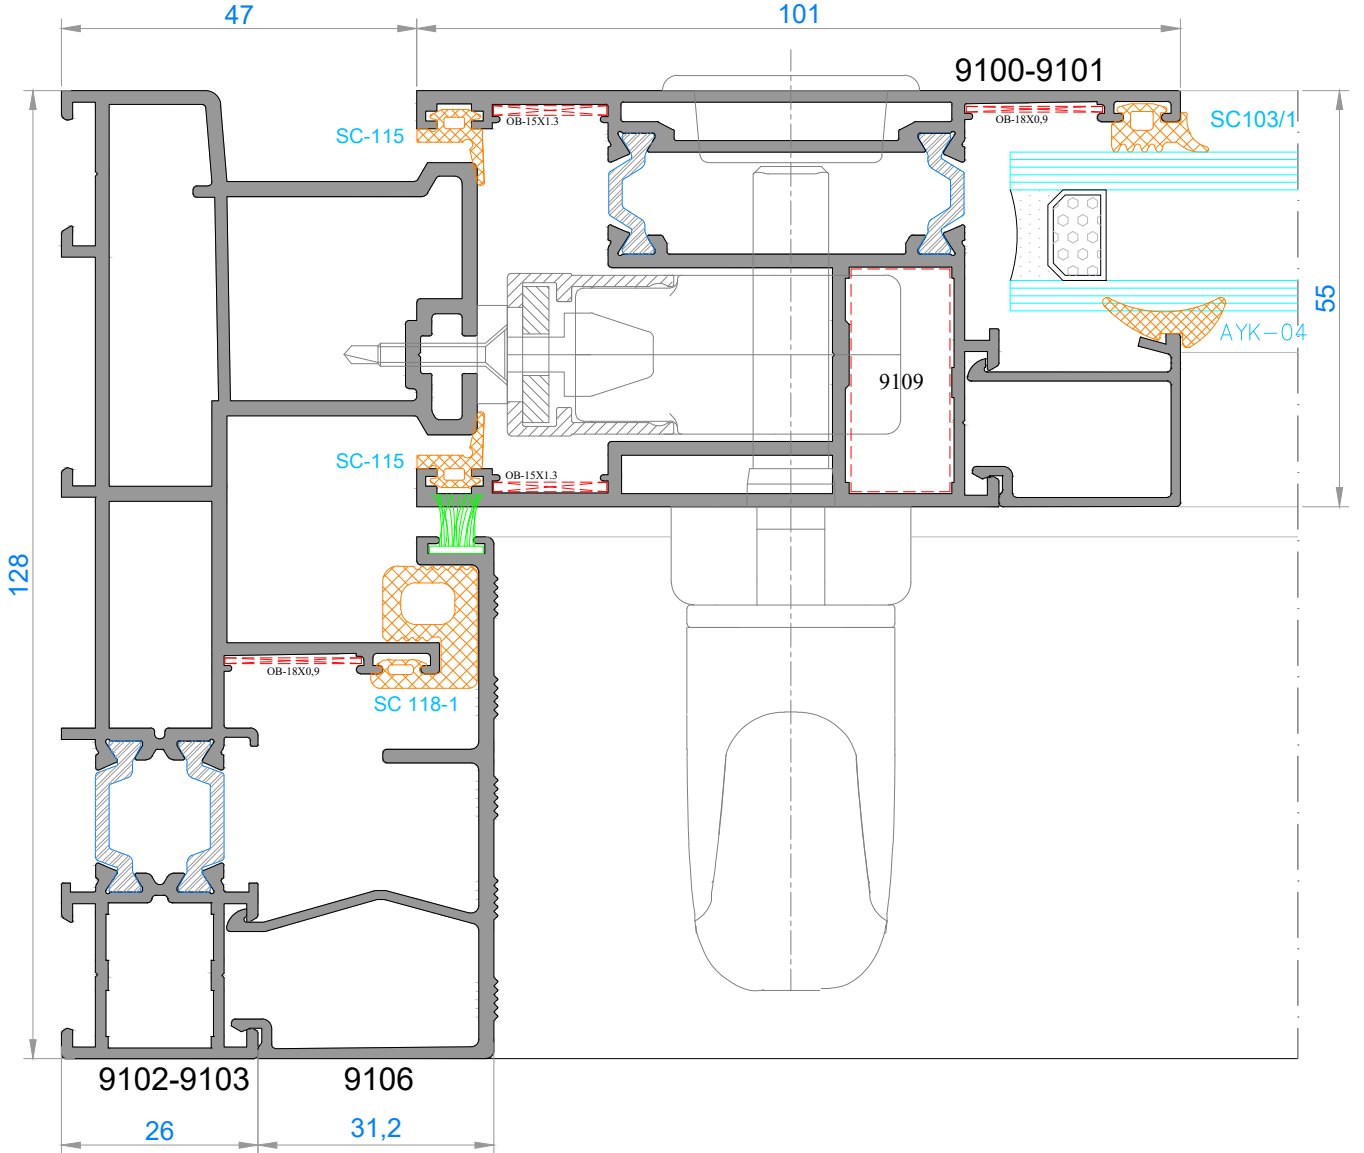 47
101
9100-9101
OB-15X1.3
OB-18X0,9
SC103/1
SC-115
55
AYK-04
9109
SC-115
OB-15X1.3
128
OB-18X0,9
SC 118-1
9102-9103
9106
26
31,2